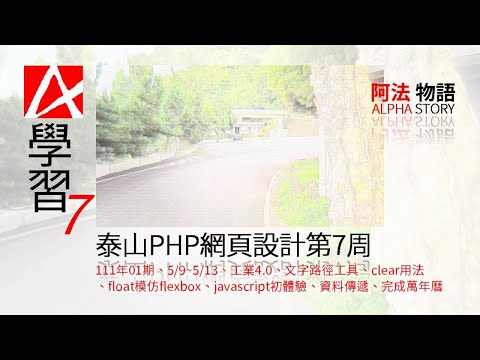 學習7
阿法 物語
ALPHA STORY
泰山PHP網頁設計第7周
111年01期、5/9~5/13、工業4.0、文字路徑工具、clear用法
、float模仿flexbox、javascript初體驗、資料傳遞、完成萬年曆